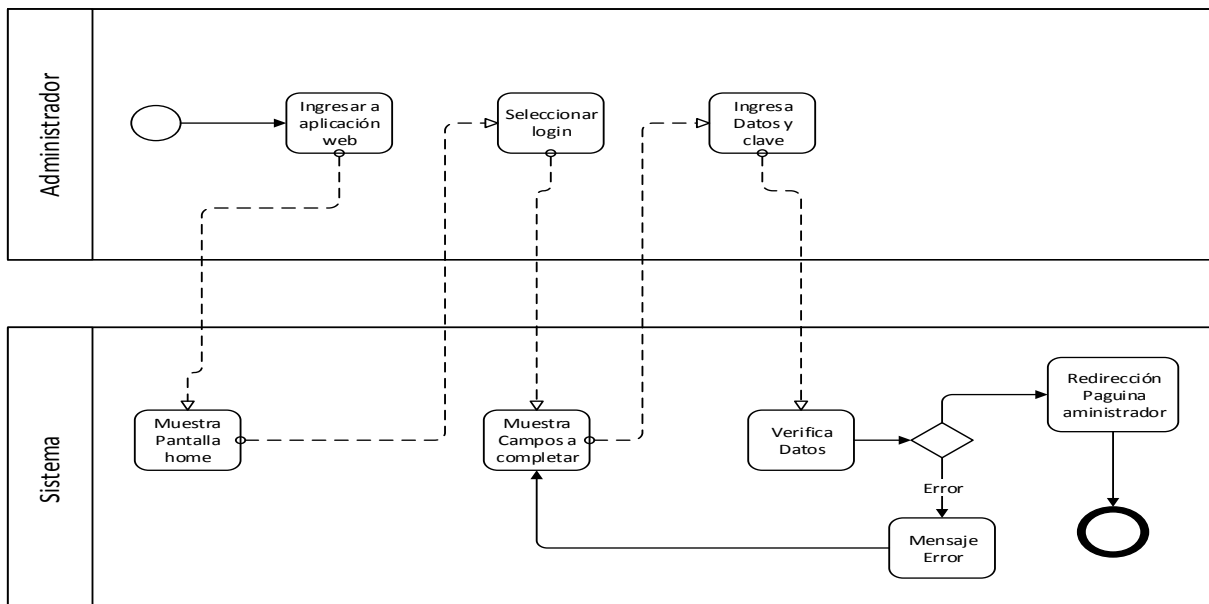 Administrador
Ingresar a
aplicación
web
Seleccionar
login
Ingresa
Datos y
clave
Sistema
Muestra
Pantalla
home
Muestra
Campos a
completar
Verifica
Datos
Error
Mensaje
Error
Redirección
Paguina
aministrador